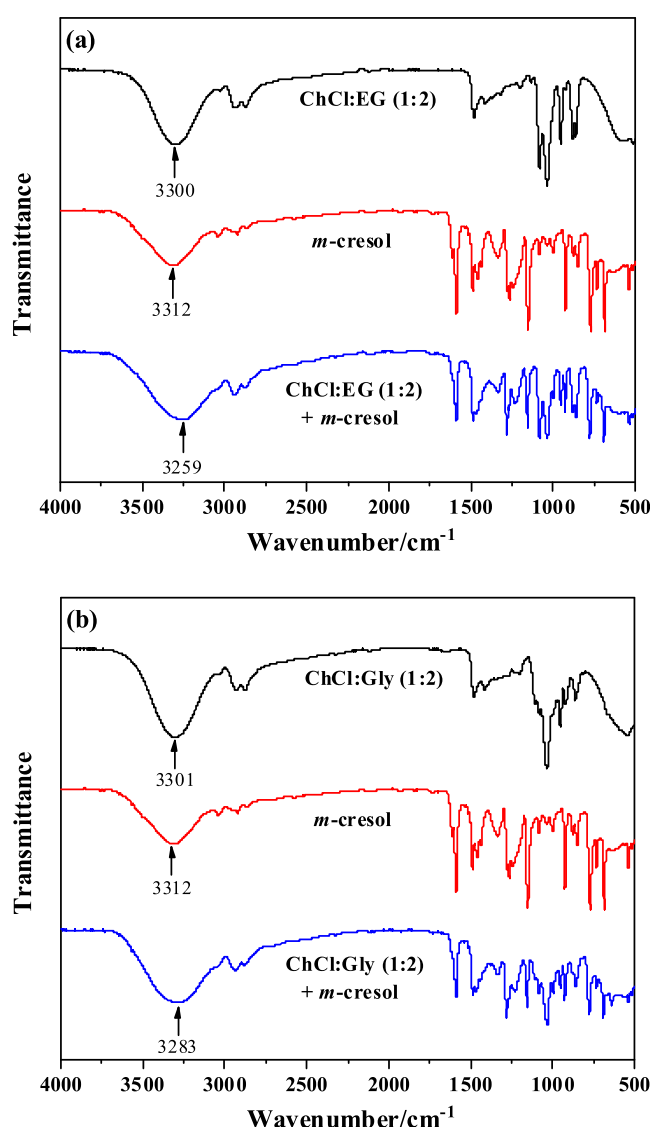 (a)
ChCl:EG (1:2)
3300
m-cresol
3312
ChCl:EG (1:2)
+ m-cresol
3259
Transmittance
4000 3500 3000 2500 2000 1500 1000 500
Wavenumber/cm-1
(b)
ChCl:Gly (1:2)
3301
m-cresol
3312
ChCl:Gly (1:2)
+ m-cresol
3283
Transmittance
4000 3500 3000 2500 2000 1500 1000 500
Wavenumber/cm-1